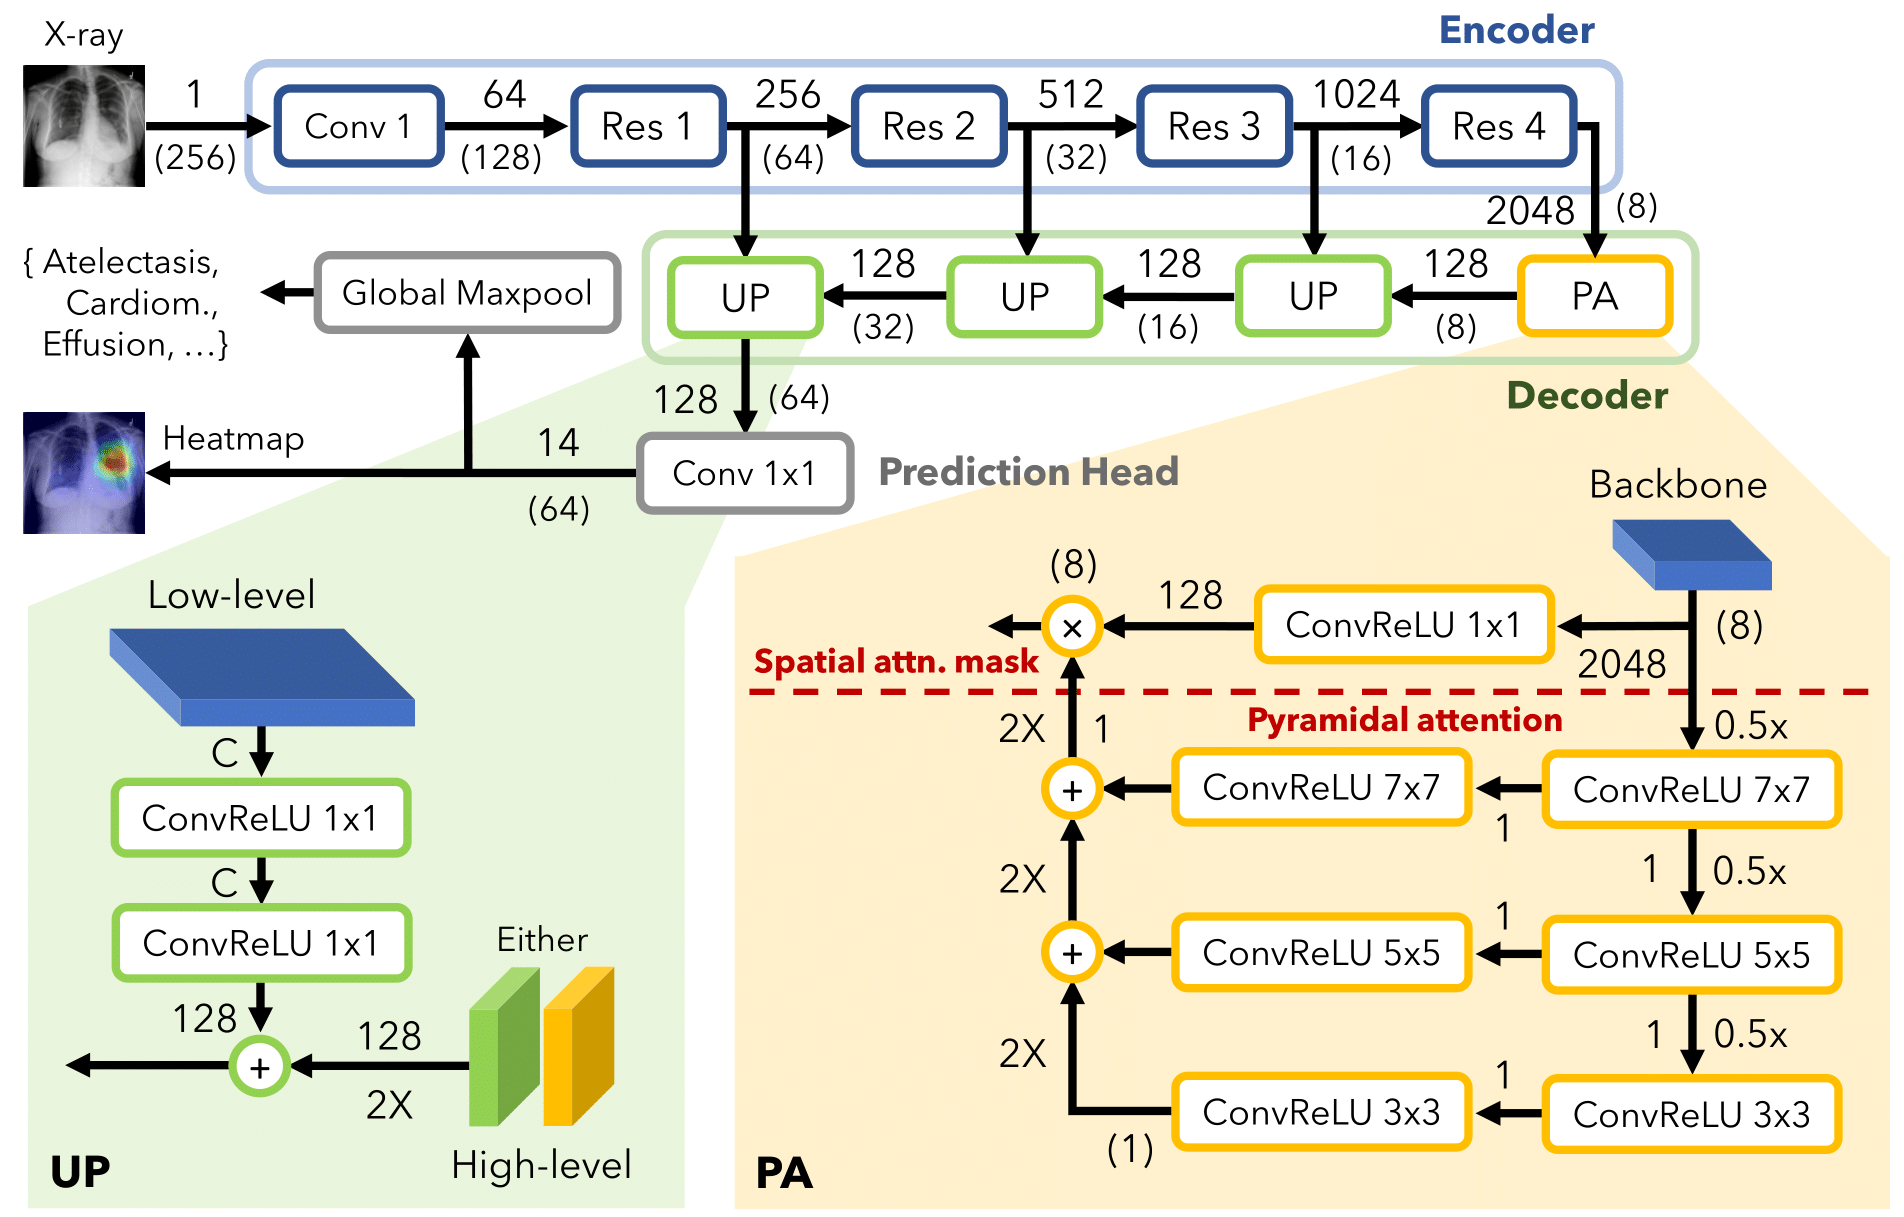 X-ray
Encoder
1
64
256
512
1024
Conv 1
Res 1
Res 2
Res 3
Res 4
(256)
(128)
(64)
(32)
(16)
2048
(8)
{ Atelectasis,
Cardiom.,
Effusion, ...}
Global Maxpool
UP
128
(32)
UP
128
(16)
UP
128
(8)
PA
Decoder
128
(64)
Heatmap
14
(64)
Conv 1x1
Prediction Head
Low-level
C
ConvReLU 1x1
C
ConvReLU 1x1
128
+
128
2X
Either
High-level
UP
Backbone
(8)
×
128
ConvReLU 1x1
(8)
2048
Spatial attn. mask
Pyramidal attention
2X
1
0.5x
+
ConvReLU 7x7
1
ConvReLU 7x7
2X
1
0.5x
+
ConvReLU 5x5
1
ConvReLU 5x5
2X
1
0.5x
(1)
ConvReLU 3x3
1
ConvReLU 3x3
PA